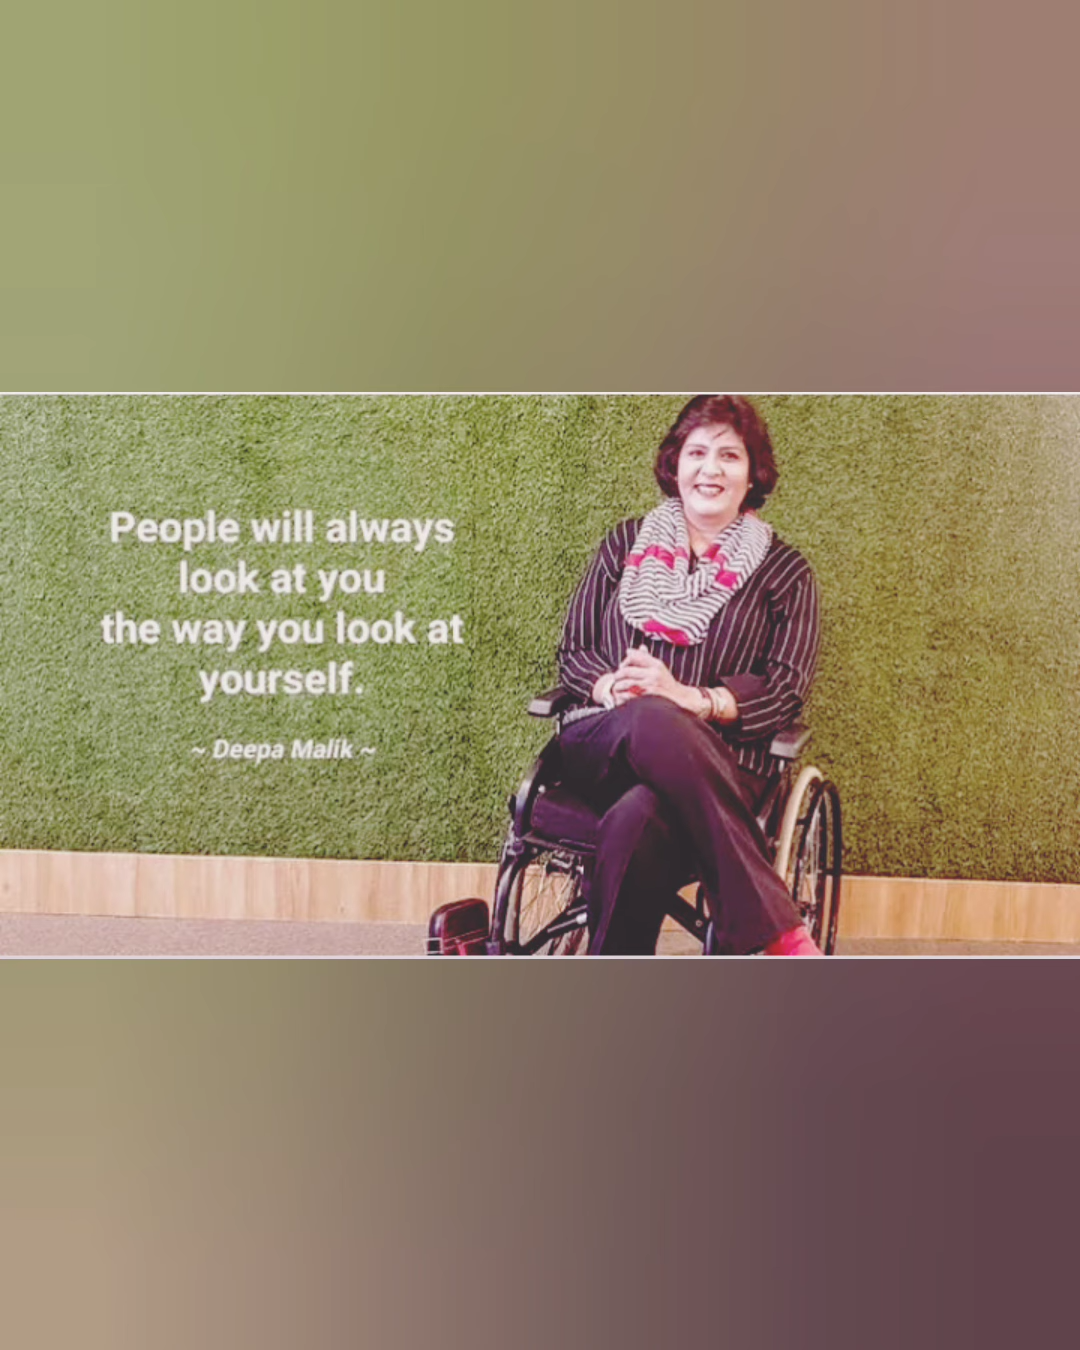 People will always
look at you
the way you look at
yourself.
~ Deepa Malik ~